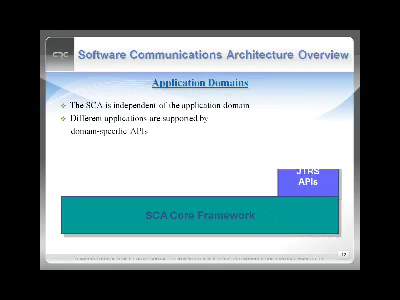 CRC
Software Communications Architecture Overview
Application Domains
The SCA is independent of the application domain
Different applications are supported by
domain-specific APIs
JTRS
APIs
SCA Core Framework
12